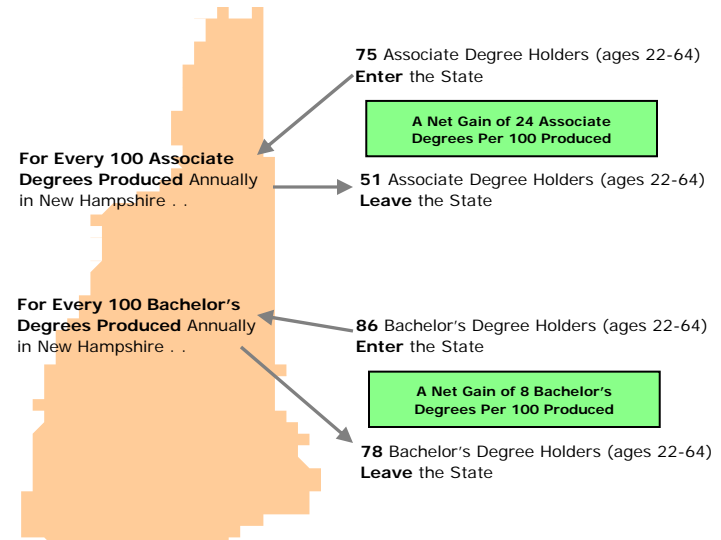 75 Associate Degree Holders (ages 22-64)
Enter the State
A Net Gain of 24 Associate
Degrees Per 100 Produced
For Every 100 Associate
Degrees Produced Annually
in New Hampshire . .
51 Associate Degree Holders (ages 22-64)
Leave the State
For Every 100 Bachelor's
Degrees Produced Annually
in New Hampshire . .
86 Bachelor's Degree Holders (ages 22-64)
Enter the State
A Net Gain of 8 Bachelor's
Degrees Per 100 Produced
78 Bachelor's Degree Holders (ages 22-64)
Leave the State